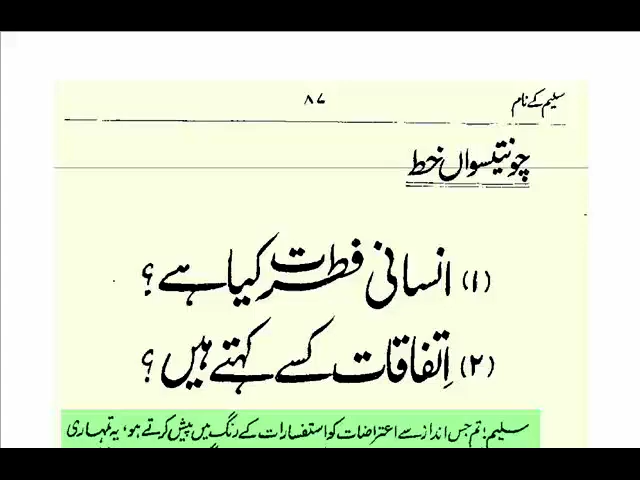 سلیم کے نام ۸۷
چونتیسواں خط
(۱) انسانی فطرت کیا ہے؟
(۲) اِتفاقات کسے کہتے ہیں؟
سلیم! تم جس انداز سے اعتراضات کو استفسارات کے رنگ میں پیش کرتے ہو، یہ تمہاری